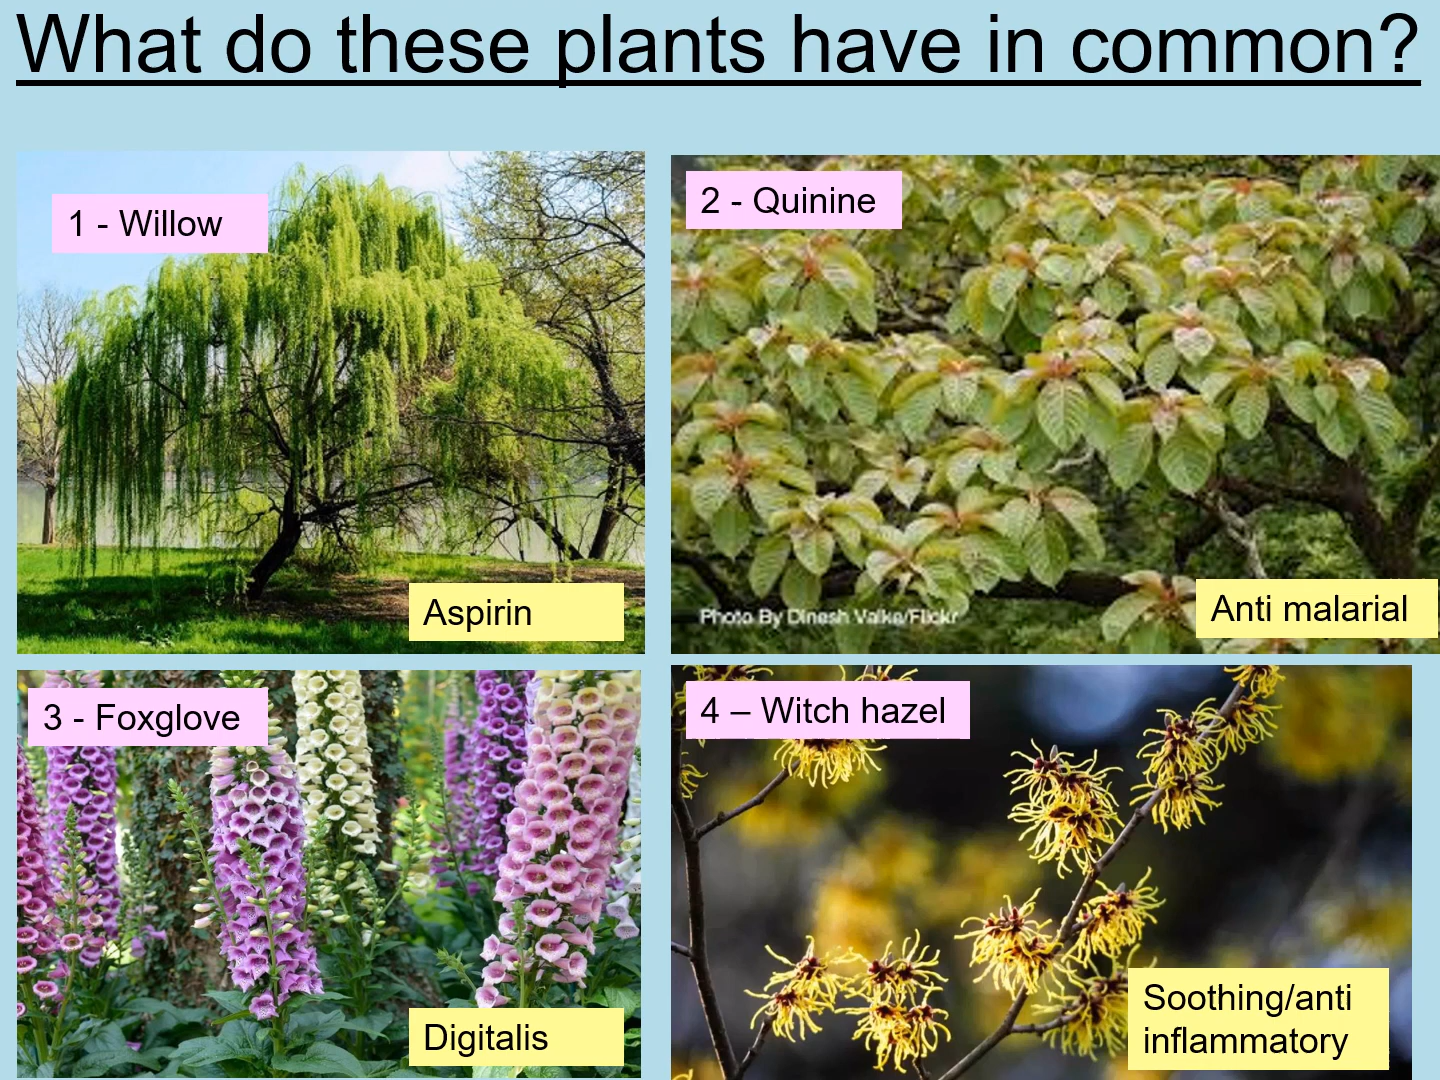 What do these plants have in common?
1 - Willow
2 - Quinine
Aspirin
Anti malarial
Photo By Dinesh Valke/Flickr
3 - Foxglove
4 – Witch hazel
Digitalis
Soothing/anti
inflammatory